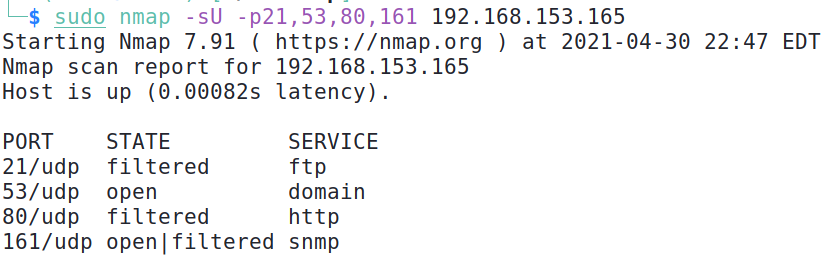 $ sudo nmap -sU -p21,53,80,161 192.168.153.165
Starting Nmap 7.91 ( https://nmap.org ) at 2021-04-30 22:47 EDT
Nmap scan report for 192.168.153.165
Host is up (0.00082s latency).
PORT    STATE         SERVICE
21/udp  filtered      ftp
53/udp  open          domain
80/udp  filtered      http
161/udp open|filtered snmp